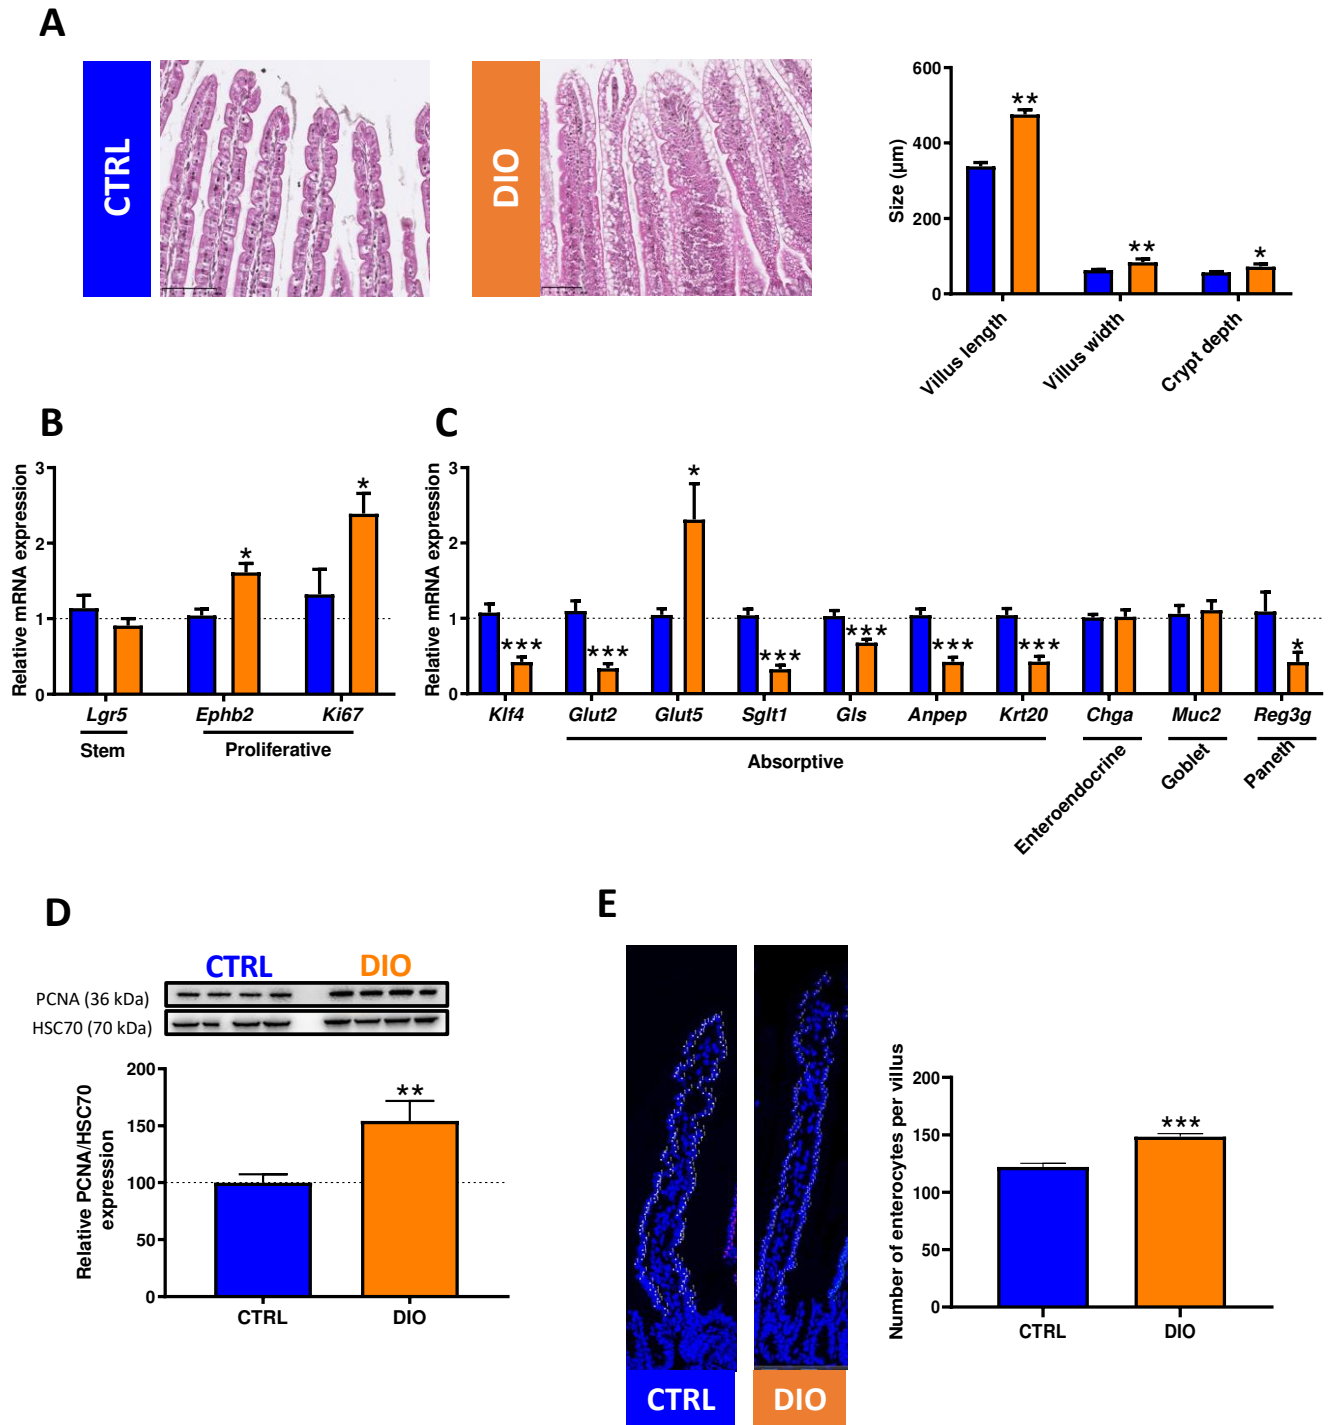 A
CTRL
DIO
Size (µm)
600
400
200
0
**
**
*
Villus length
Villus width
Crypt depth
B
Relative mRNA expression
3
2
1
0
*
*
Lgr5
Ephb2
Ki67
Stem
Proliferative
C
Relative mRNA expression
3
2
1
0
***
***
*
***
***
***
***
*
Klf4
Glut2
Glut5
Sglt1
Gls
Anpep
Krt20
Chga
Muc2
Reg3g
Absorptive
Enteroendocrine
Goblet
Paneth
D
CTRL
DIO
PCNA (36 kDa)
HSC70 (70 kDa)
Relative PCNA/HSC70
expression
200
150
100
50
0
**
CTRL
DIO
E
CTRL
DIO
Number of enterocytes per villus
200
150
100
50
0
***
CTRL
DIO